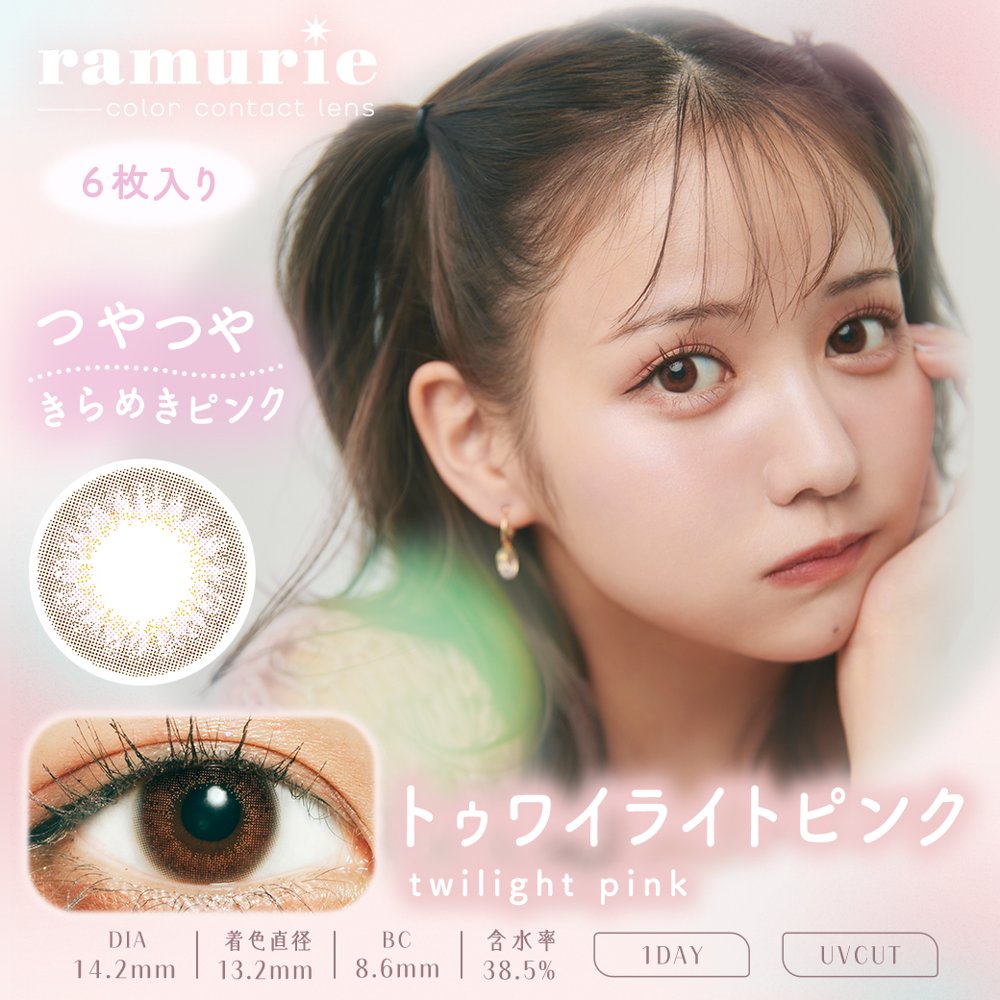 ramurie
color contact lens
6枚入り
つやつや
きらめきピンク
トゥワイライトピンク
twilight pink
DIA
14.2mm
着色直径
13.2mm
BC
8.6mm
含水率
38.5%
1DAY
UVCUT